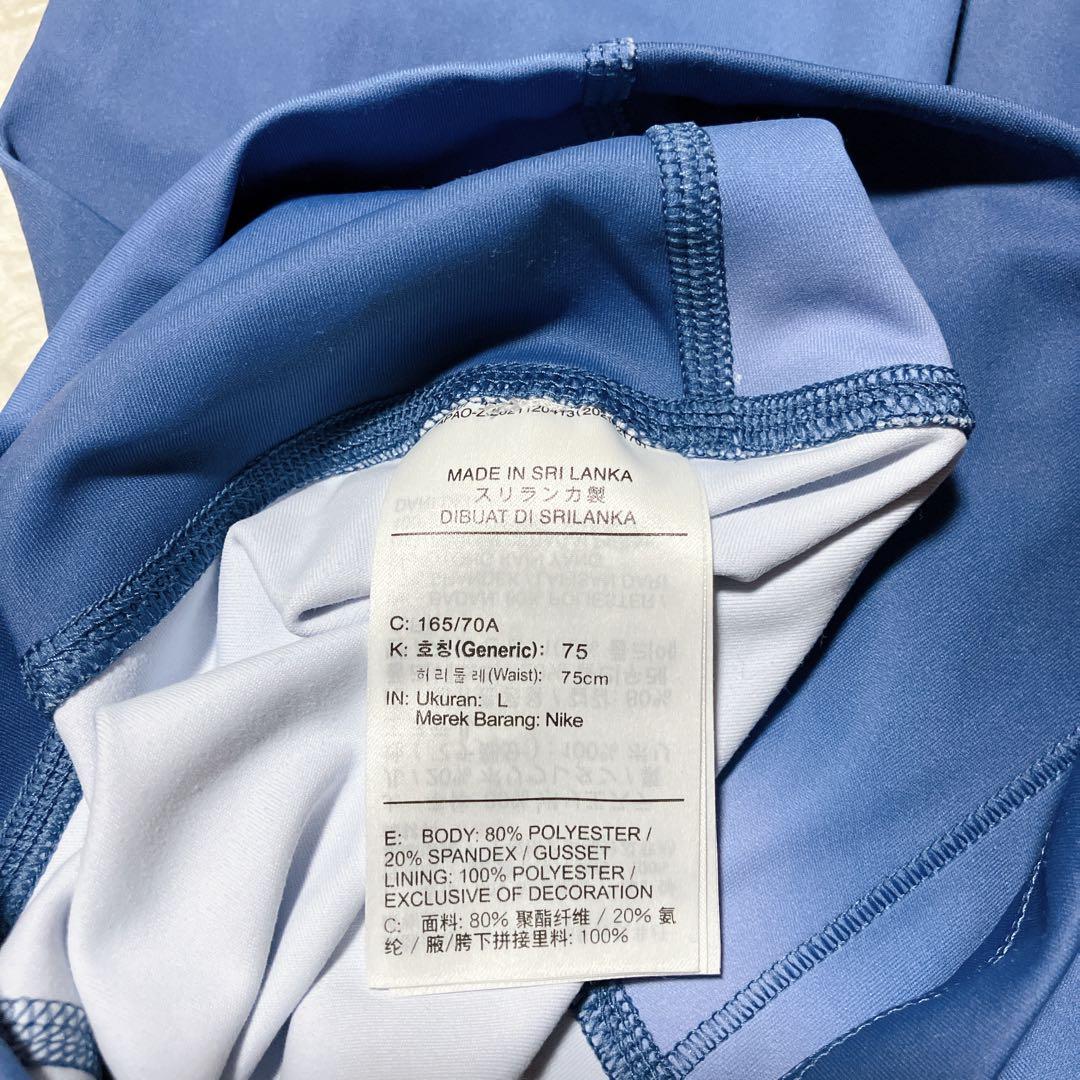 MADE IN SRI LANKA
スリランカ製
DIBUAT DI SRILANKA
C: 165/70A
K: 호칭(Generic): 75
허리둘레(Waist): 75cm
IN: Ukuran: L
Merek Barang: Nike
E: BODY: 80% POLYESTER /
20% SPANDEX / GUSSET
LINING: 100% POLYESTER /
EXCLUSIVE OF DECORATION
C: 面料: 80% 聚酯纤维 / 20% 氨
纶 / 腋/胯下拼接里料: 100%